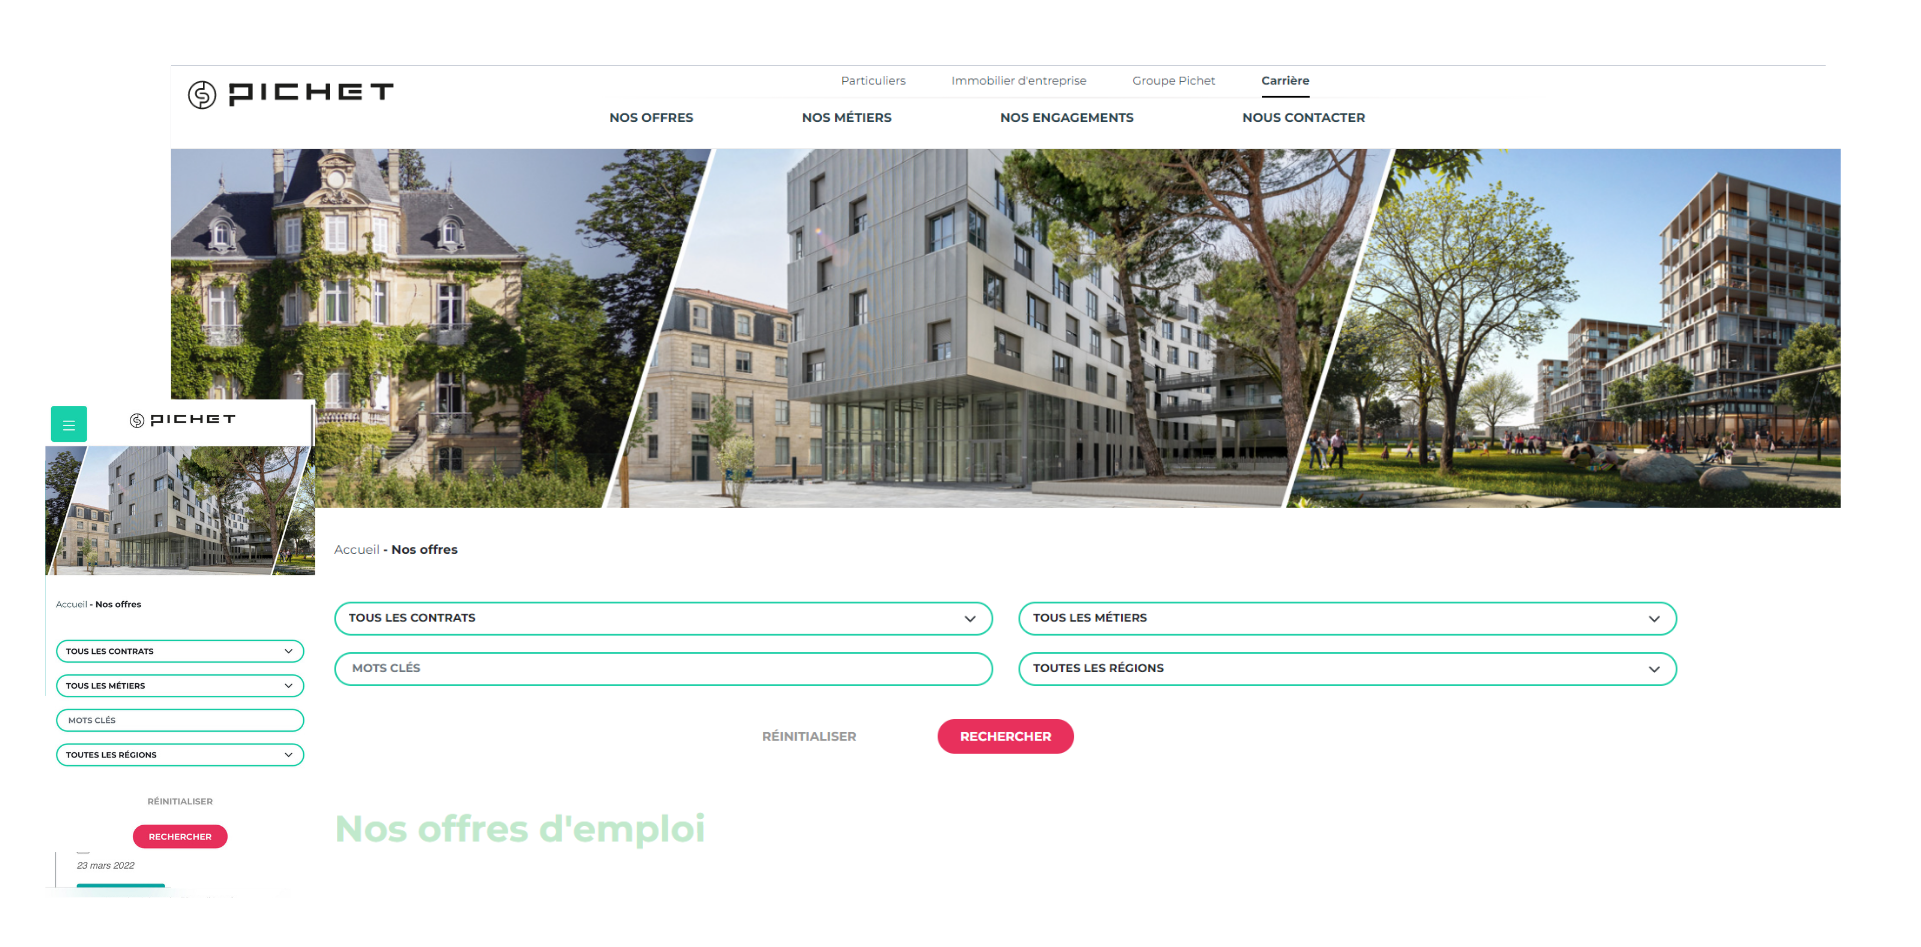 PICHET
Particuliers Immobilier d'entreprise Groupe Pichet Carrière
NOS OFFRES NOS MÉTIERS NOS ENGAGEMENTS NOUS CONTACTER
Accueil - Nos offres
TOUS LES CONTRATS
TOUS LES MÉTIERS
MOTS CLÉS
TOUTES LES RÉGIONS
RÉINITIALISER
RECHERCHER
Nos offres d'emploi
PICHET
Accueil - Nos offres
TOUS LES CONTRATS
TOUS LES MÉTIERS
MOTS CLÉS
TOUTES LES RÉGIONS
RÉINITIALISER
RECHERCHER
23 mars 2022